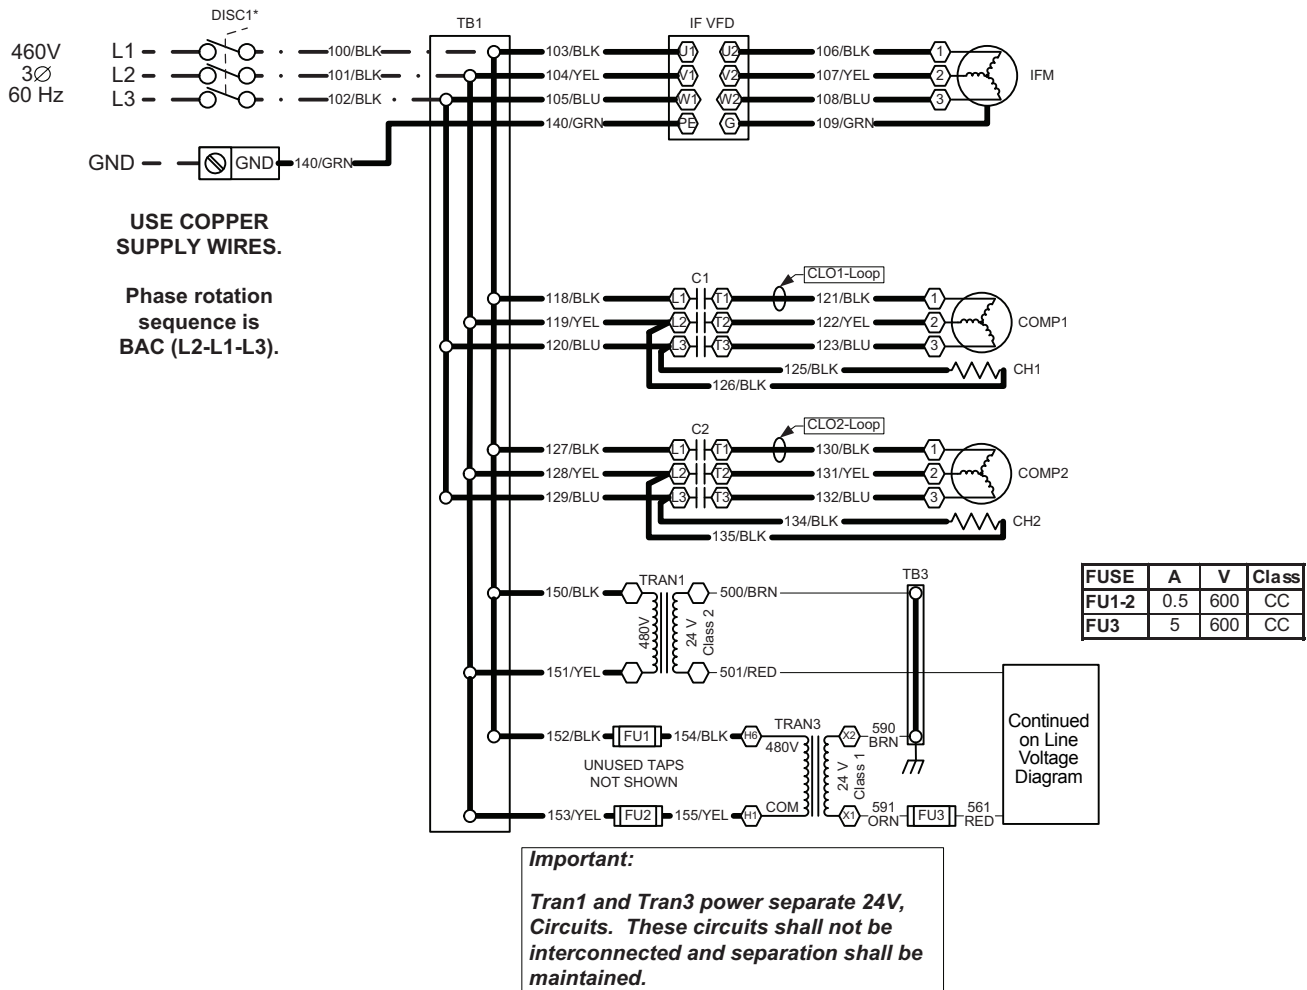 DISC1*
TB1
IF VFD
460V
3∅
60 Hz
L1
100/BLK
103/BLK
U1
U2
106/BLK
1
L2
101/BLK
104/YEL
V1
V2
107/YEL
2
IFM
L3
102/BLK
105/BLU
W1
W2
108/BLU
3
140/GRN
PE
G
109/GRN
GND
GND
140/GRN
USE COPPER
SUPPLY WIRES.
Phase rotation
sequence is
BAC (L2-L1-L3).
C1
CLO1-Loop
118/BLK
L1
T1
121/BLK
1
119/YEL
L2
T2
122/YEL
2
COMP1
120/BLU
L3
T3
123/BLU
3
125/BLK
CH1
126/BLK
C2
CLO2-Loop
127/BLK
L1
T1
130/BLK
1
128/YEL
L2
T2
131/YEL
2
COMP2
129/BLU
L3
T3
132/BLU
3
134/BLK
CH2
135/BLK
TRAN1
TB3
150/BLK
500/BRN
480V
24 V
Class 2
151/YEL
501/RED
FUSE A V Class
FU1-2 0.5 600 CC
FU3 5 600 CC
152/BLK
FU1
154/BLK
H6
TRAN3
480V
X2
590
BRN
UNUSED TAPS
NOT SHOWN
24 V
Class 1
153/YEL
FU2
155/YEL
H1
COM
X1
591
ORN
FU3
561
RED
Continued
on Line
Voltage
Diagram
Important:
Tran1 and Tran3 power separate 24V,
Circuits. These circuits shall not be
interconnected and separation shall be
maintained.